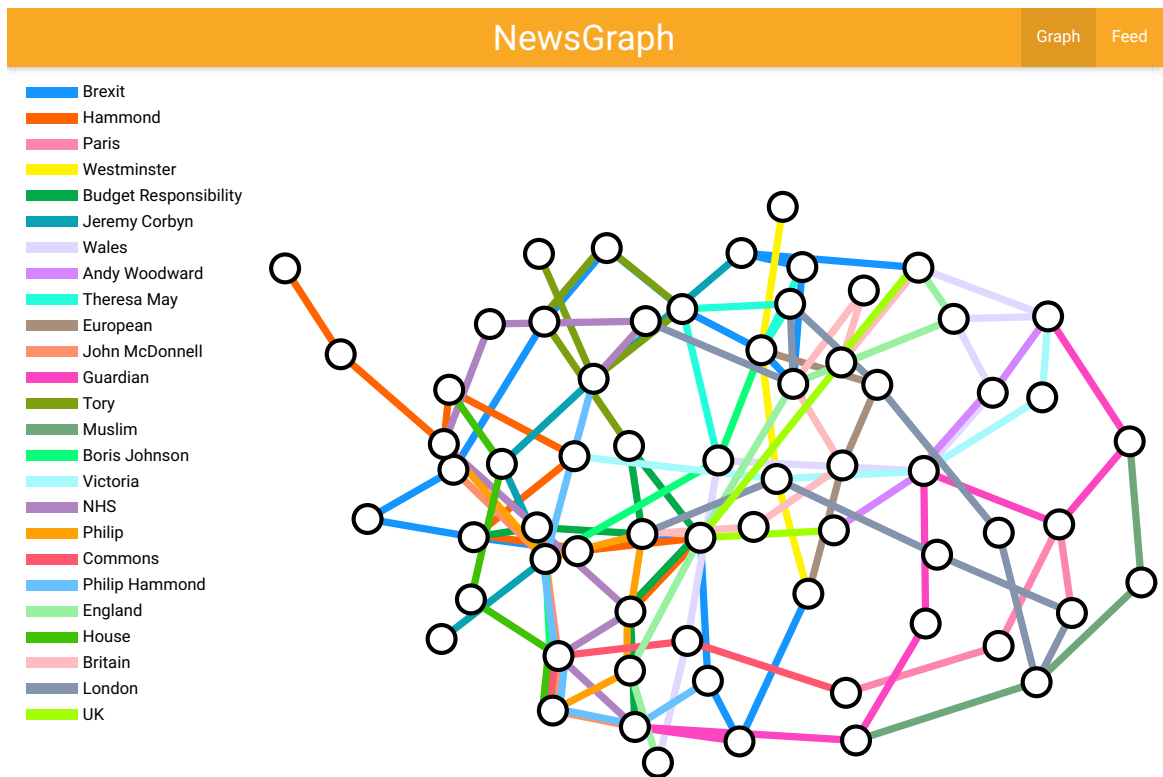 NewsGraph
Graph
Feed
Brexit
Hammond
Paris
Westminster
Budget Responsibility
Jeremy Corbyn
Wales
Andy Woodward
Theresa May
European
John McDonnell
Guardian
Tory
Muslim
Boris Johnson
Victoria
NHS
Philip
Commons
Philip Hammond
England
House
Britain
London
UK